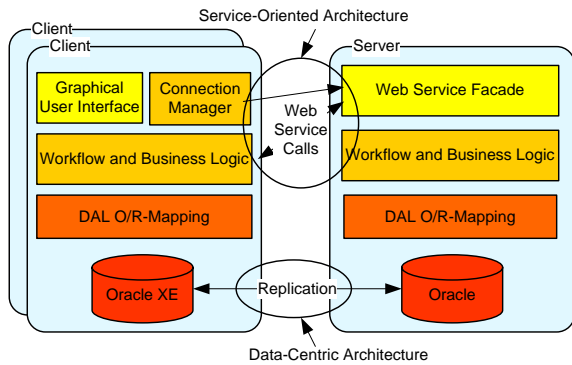 Service-Oriented Architecture
Client
Client
Server
Graphical
User Interface
Connection
Manager
Web
Service
Calls
Web Service Facade
Workflow and Business Logic
Workflow and Business Logic
DAL O/R-Mapping
DAL O/R-Mapping
Oracle XE
Replication
Oracle
Data-Centric Architecture